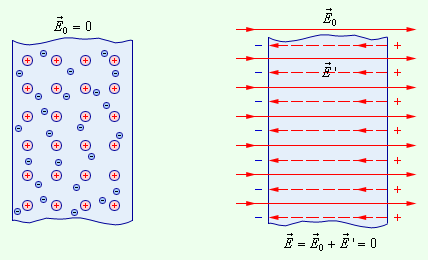 E⃗₀ = 0
E⃗₀
E⃗'
E⃗ = E⃗₀ + E⃗' = 0